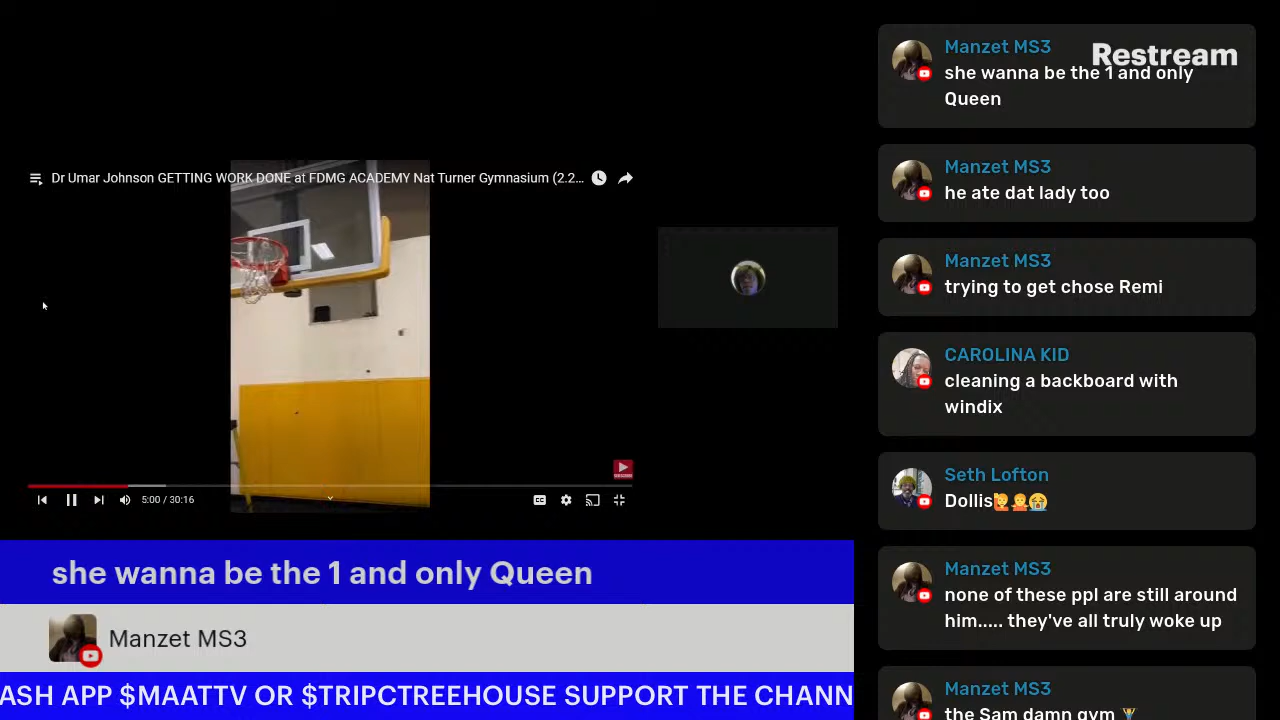 Dr Umar Johnson GETTING WORK DONE at FDMG ACADEMY Nat Turner Gymnasium (2.2...
5:00 / 30:16
CC
she wanna be the 1 and only Queen
Manzet MS3
ASH APP $MAATTV OR $TRIPCTREEHOUSE SUPPORT THE CHANN
Restream
Manzet MS3
she wanna be the 1 and only
Queen
Manzet MS3
he ate dat lady too
Manzet MS3
trying to get chose Remi
CAROLINA KID
cleaning a backboard with
windix
Seth Lofton
Dollis🙋🤷😭
Manzet MS3
none of these ppl are still around
him..... they've all truly woke up
Manzet MS3
the Sam damn gym